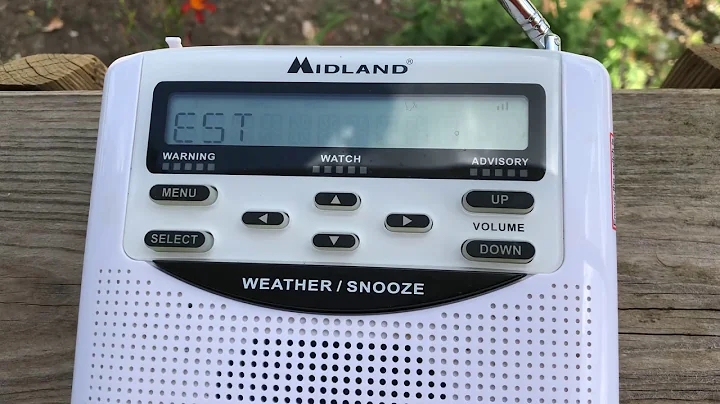 MIDLAND®
EST
WARNING WATCH ADVISORY
MENU UP
VOLUME
SELECT DOWN
WEATHER / SNOOZE